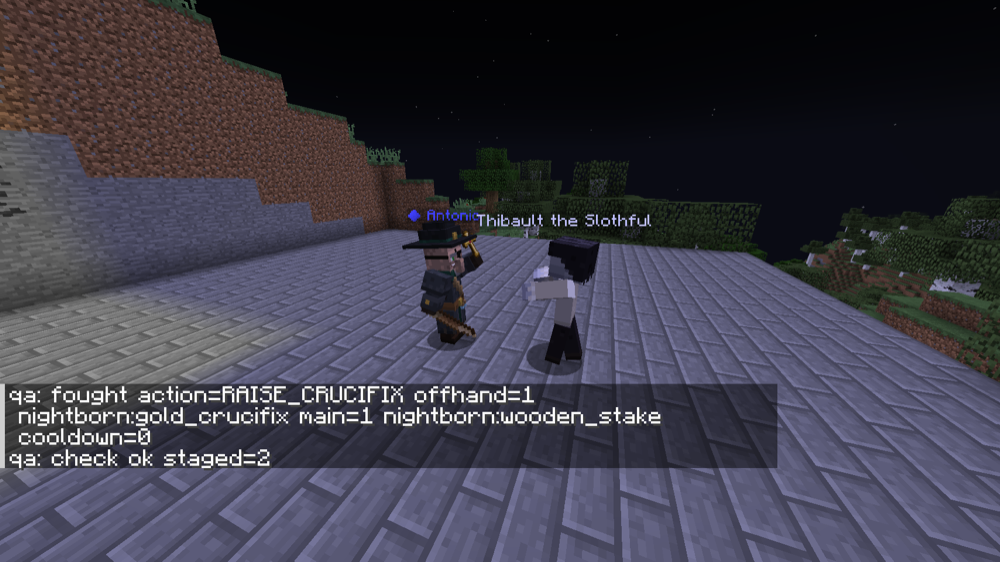 Antonio
Thibault the Slothful
qa: fought action=RAISE_CRUCIFIX offhand=1
nightborn:gold_crucifix main=1 nightborn:wooden_stake
cooldown=0
qa: check ok staged=2